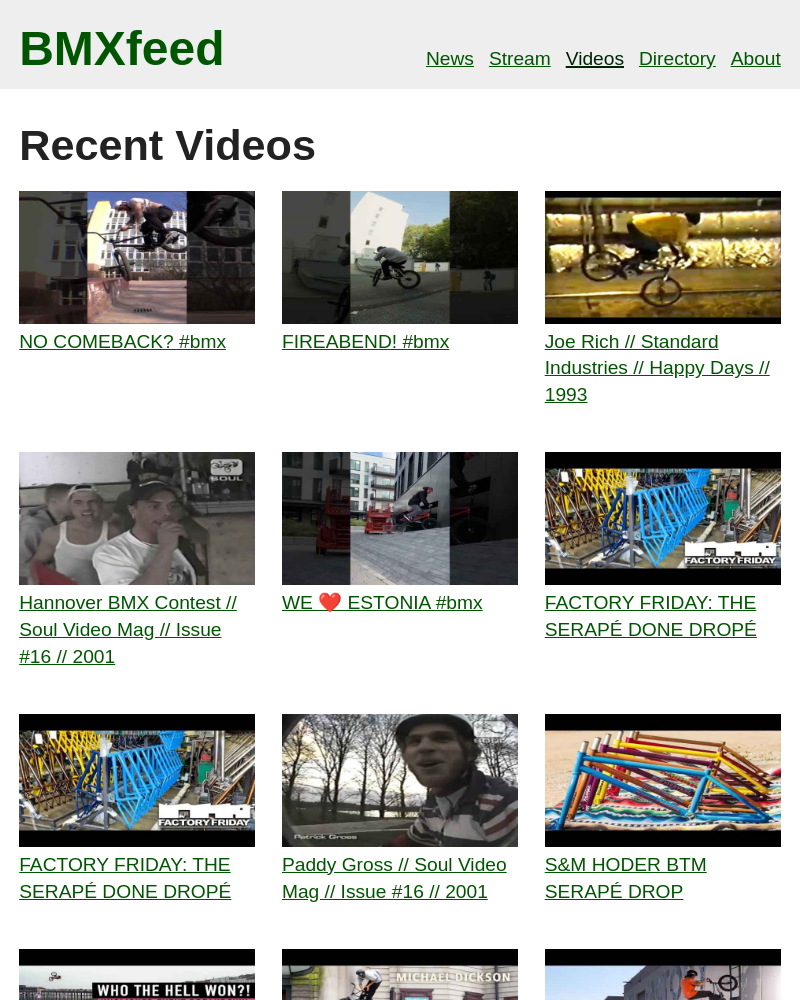 BMXfeed
News Stream Videos Directory About
Recent Videos
NO COMEBACK? #bmx
FIREABEND! #bmx
Joe Rich // Standard
Industries // Happy Days //
1993
SOUL
Hannover BMX Contest //
Soul Video Mag // Issue
#16 // 2001
WE ❤️ ESTONIA #bmx
FACTORY FRIDAY
FACTORY FRIDAY: THE
SERAPÉ DONE DROPÉ
FACTORY FRIDAY
FACTORY FRIDAY: THE
SERAPÉ DONE DROPÉ
Patrick Gross
Paddy Gross // Soul Video
Mag // Issue #16 // 2001
S&M HODER BTM
SERAPÉ DROP
WHO THE HELL WON?!
MICHAEL DICKSON